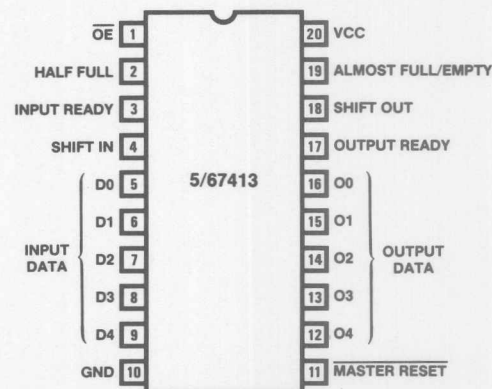 OE 1 20 VCC
HALF FULL 2 19 ALMOST FULL/EMPTY
INPUT READY 3 18 SHIFT OUT
SHIFT IN 4 17 OUTPUT READY
5/67413
D0 5 16 O0
D1 6 15 O1
INPUT DATA
D2 7 14 O2
OUTPUT DATA
D3 8 13 O3
D4 9 12 O4
GND 10 11 MASTER RESET